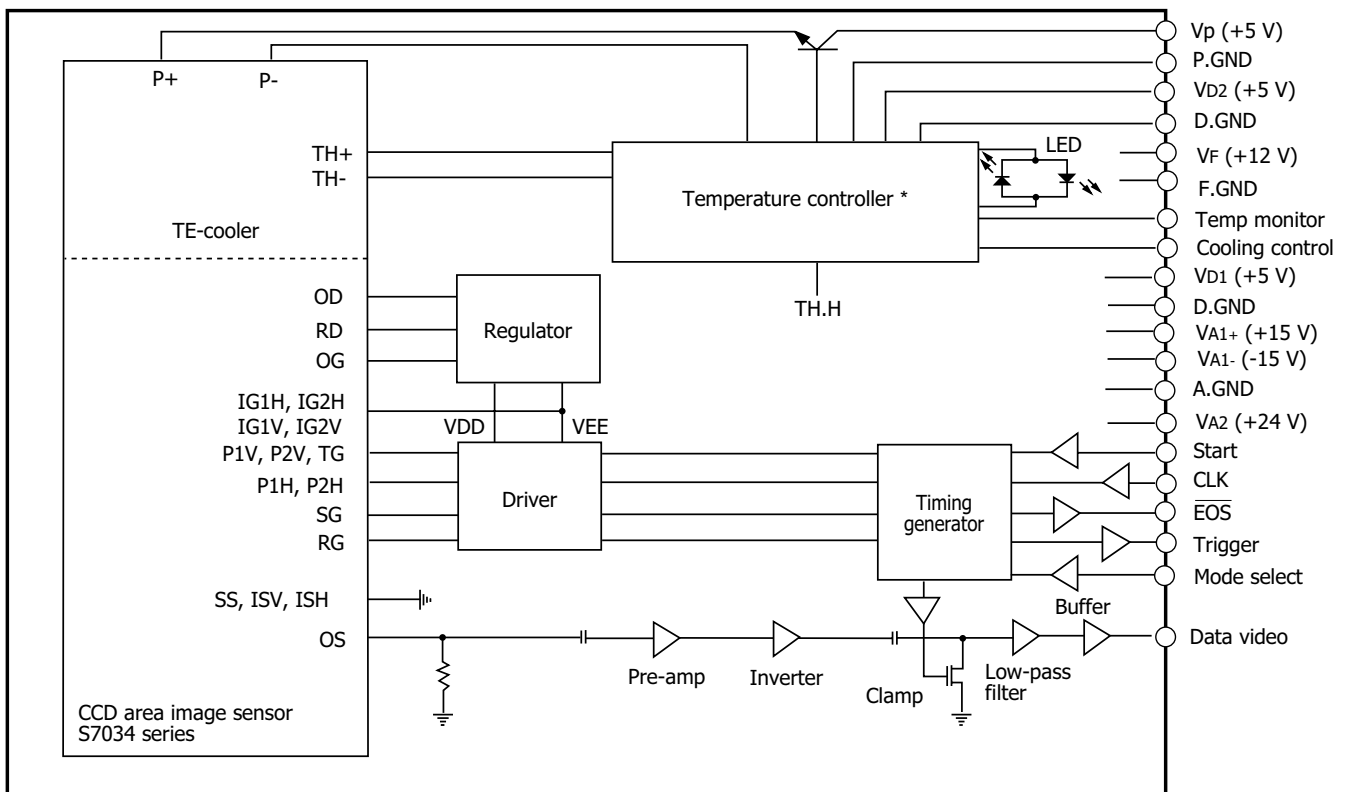 Vp (+5 V)
P.GND
VD2 (+5 V)
D.GND
VF (+12 V)
F.GND
Temp monitor
Cooling control
VD1 (+5 V)
D.GND
VA1+ (+15 V)
VA1- (-15 V)
A.GND
VA2 (+24 V)
Start
CLK
EOS
Trigger
Mode select
Data video
P+
P-
TH+
TH-
TE-cooler
Temperature controller *
LED
TH.H
OD
RD
OG
Regulator
IG1H, IG2H
IG1V, IG2V
VDD
VEE
P1V, P2V, TG
P1H, P2H
SG
RG
Driver
Timing
generator
SS, ISV, ISH
OS
Pre-amp
Inverter
Clamp
Low-pass
filter
Buffer
CCD area image sensor
S7034 series